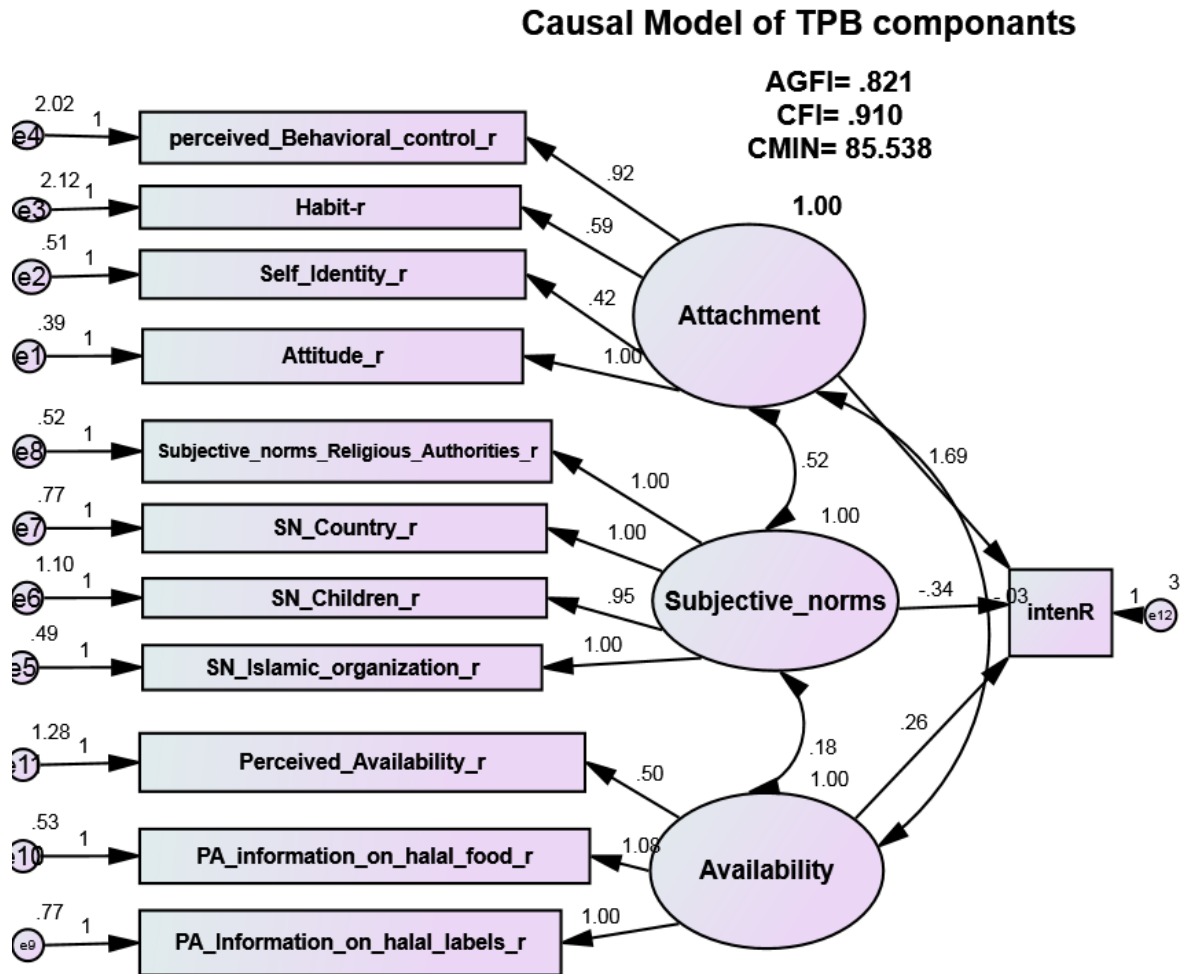 Causal Model of TPB componants
AGFI= .821
CFI= .910
CMIN= 85.538
2.02
e4
1
perceived_Behavioral_control_r
.92
2.12
e3
1
Habit-r
.59
1.00
.51
e2
1
Self_Identity_r
.42
Attachment
.39
e1
1
Attitude_r
1.00
.52
e8
1
Subjective_norms_Religious_Authorities_r
1.00
.52
1.69
.77
e7
1
SN_Country_r
1.00
1.00
1.10
e6
1
SN_Children_r
.95
Subjective_norms
-.34
-.03
intenR
1
3
e12
.49
e5
1
SN_Islamic_organization_r
1.00
1.28
e11
1
Perceived_Availability_r
.50
.18
1.00
.26
.53
e10
1
PA_information_on_halal_food_r
1.08
Availability
.77
e9
1
PA_Information_on_halal_labels_r
1.00